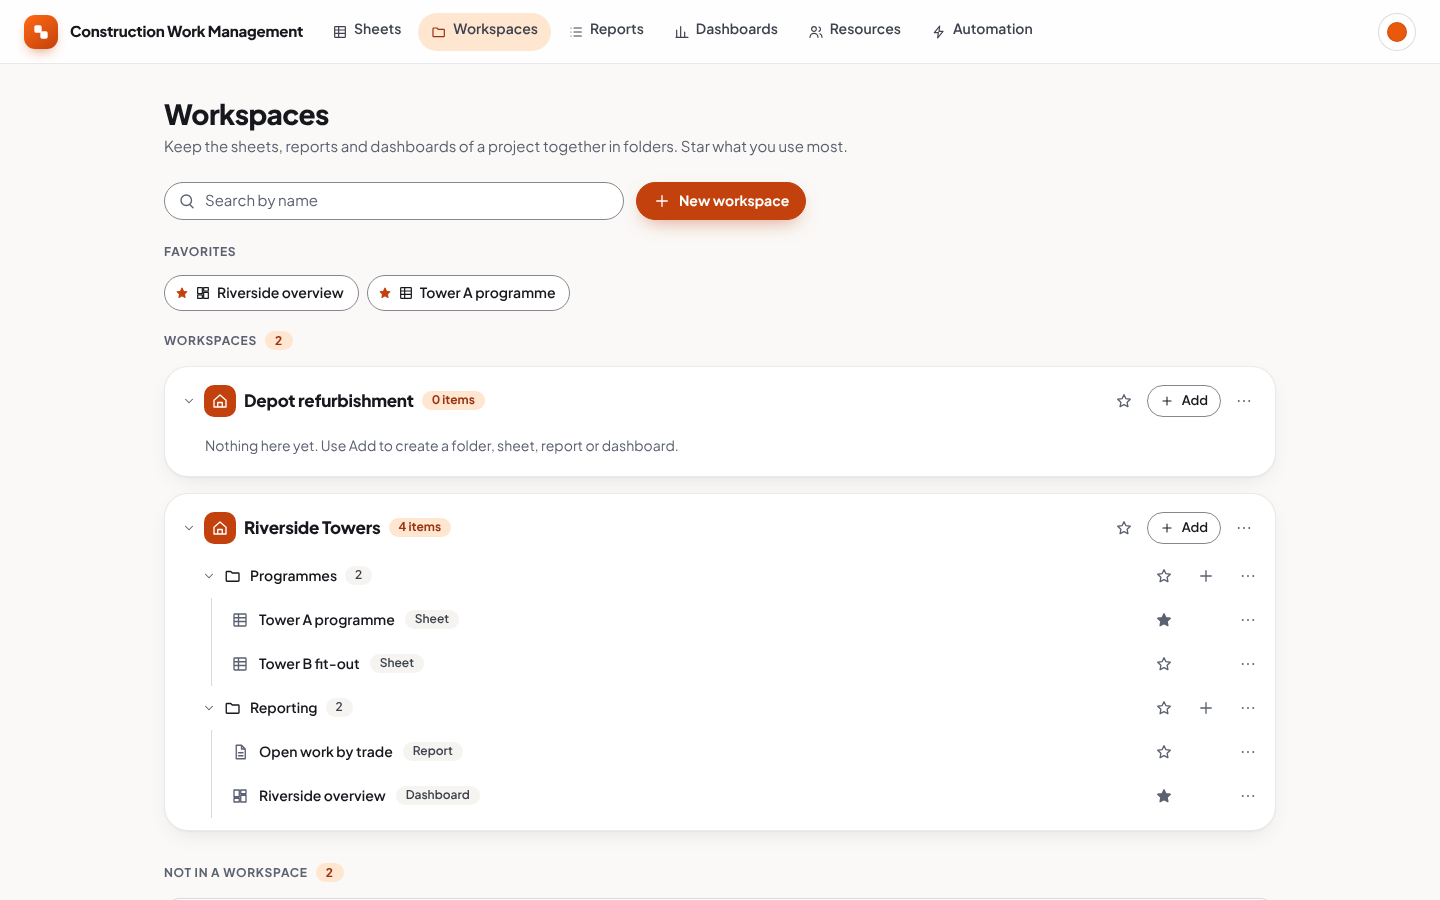 Construction Work Management
Sheets
Workspaces
Reports
Dashboards
Resources
Automation
Workspaces
Keep the sheets, reports and dashboards of a project together in folders. Star what you use most.
Search by name
New workspace
FAVORITES
Riverside overview
Tower A programme
WORKSPACES 2
Depot refurbishment 0 items
Add
Nothing here yet. Use Add to create a folder, sheet, report or dashboard.
Riverside Towers 4 items
Add
Programmes 2
Tower A programme Sheet
Tower B fit-out Sheet
Reporting 2
Open work by trade Report
Riverside overview Dashboard
NOT IN A WORKSPACE 2